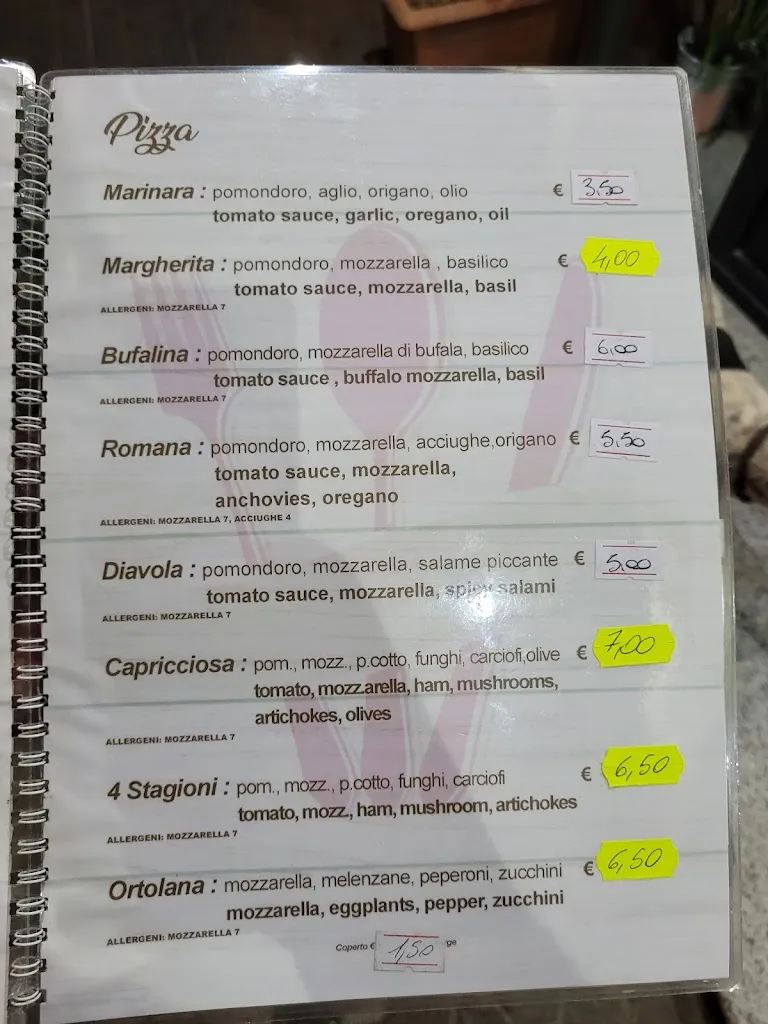 Pizza
Marinara : pomondoro, aglio, origano, olio € 3,50
tomato sauce, garlic, oregano, oil
Margherita : pomondoro, mozzarella , basilico € 4,00
tomato sauce, mozzarella, basil
ALLERGENI: MOZZARELLA 7
Bufalina : pomondoro, mozzarella di bufala, basilico € 6,00
tomato sauce , buffalo mozzarella, basil
ALLERGENI: MOZZARELLA 7
Romana : pomondoro, mozzarella, acciughe,origano € 5,50
tomato sauce, mozzarella,
anchovies, oregano
ALLERGENI: MOZZARELLA 7, ACCIUGHE 4
Diavola : pomondoro, mozzarella, salame piccante € 5,00
tomato sauce, mozzarella, spicy salami
ALLERGENI: MOZZARELLA 7
Capricciosa : pom., mozz., p.cotto, funghi, carciofi,olive € 7,00
tomato, mozz.arella, ham, mushrooms,
artichokes, olives
ALLERGENI: MOZZARELLA 7
4 Stagioni : pom., mozz., p.cotto, funghi, carciofi € 6,50
tomato, mozz., ham, mushroom, artichokes
ALLERGENI: MOZZARELLA 7
Ortolana : mozzarella, melenzane, peperoni, zucchini € 6,50
mozzarella, eggplants, pepper, zucchini
ALLERGENI: MOZZARELLA 7
Coperto € 1,50